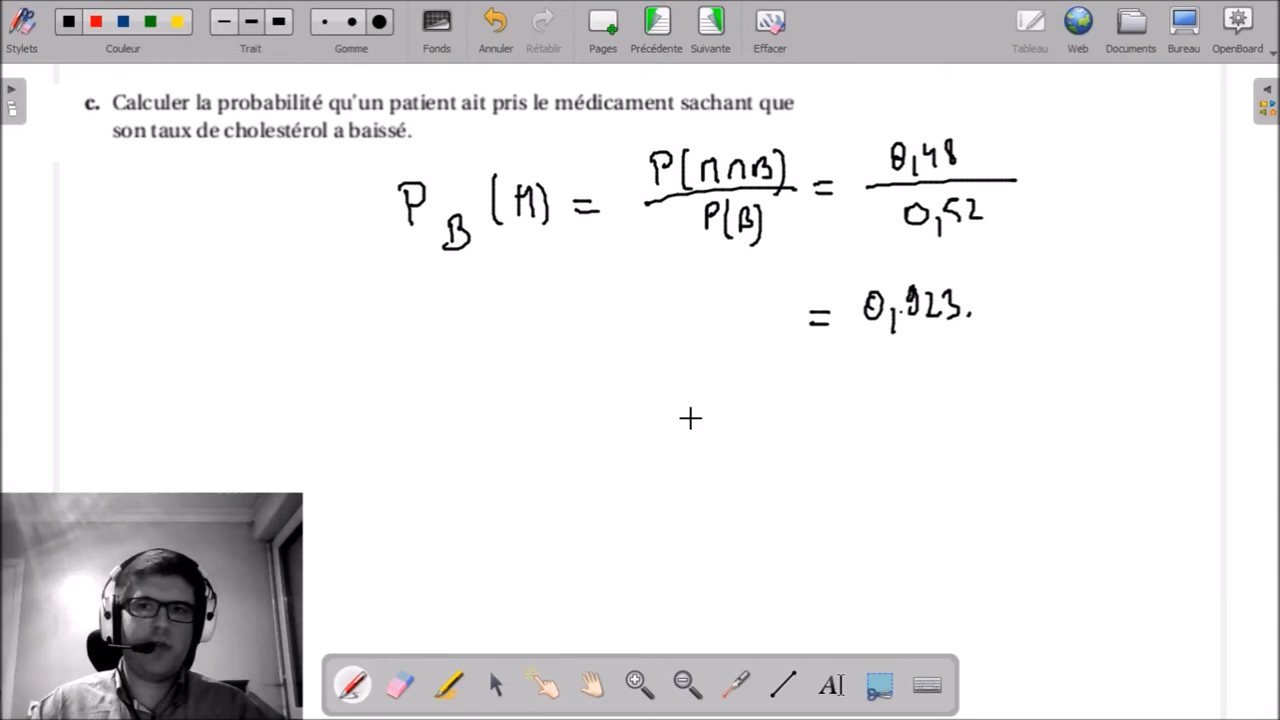 Stylets Couleur Trait Gomme Fonds Annuler Rétablir Pages Précédente Suivante Effacer Tableau Web Documents Bureau OpenBoard
c. Calculer la probabilité qu'un patient ait pris le médicament sachant que
son taux de cholestérol a baissé.
P_B (M) = P(M∩B) / P(B) = 0,48 / 0,52
= 0,923.
AI